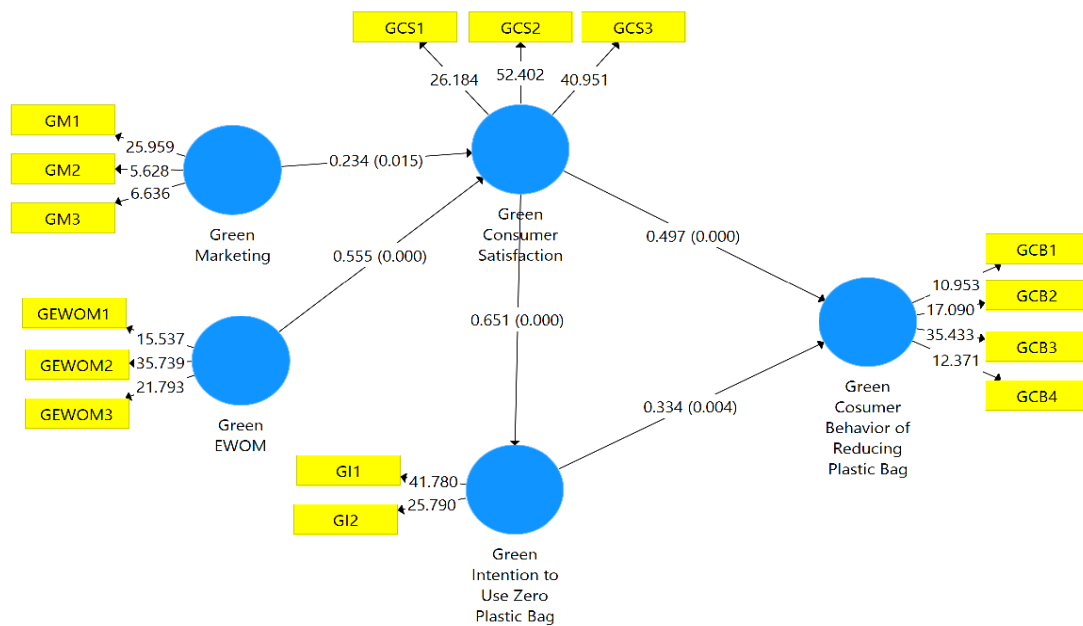 GCS1
GCS2
GCS3
26.184
52.402
40.951
GM1
GM2
GM3
25.959
5.628
6.636
0.234 (0.015)
Green
Marketing
Green
Consumer
Satisfaction
0.555 (0.000)
0.497 (0.000)
0.651 (0.000)
GEWOM1
GEWOM2
GEWOM3
15.537
35.739
21.793
Green
EWOM
GCB1
GCB2
GCB3
GCB4
10.953
17.090
35.433
12.371
Green
Cosumer
Behavior of
Reducing
Plastic Bag
0.334 (0.004)
GI1
GI2
41.780
25.790
Green
Intention to
Use Zero
Plastic Bag